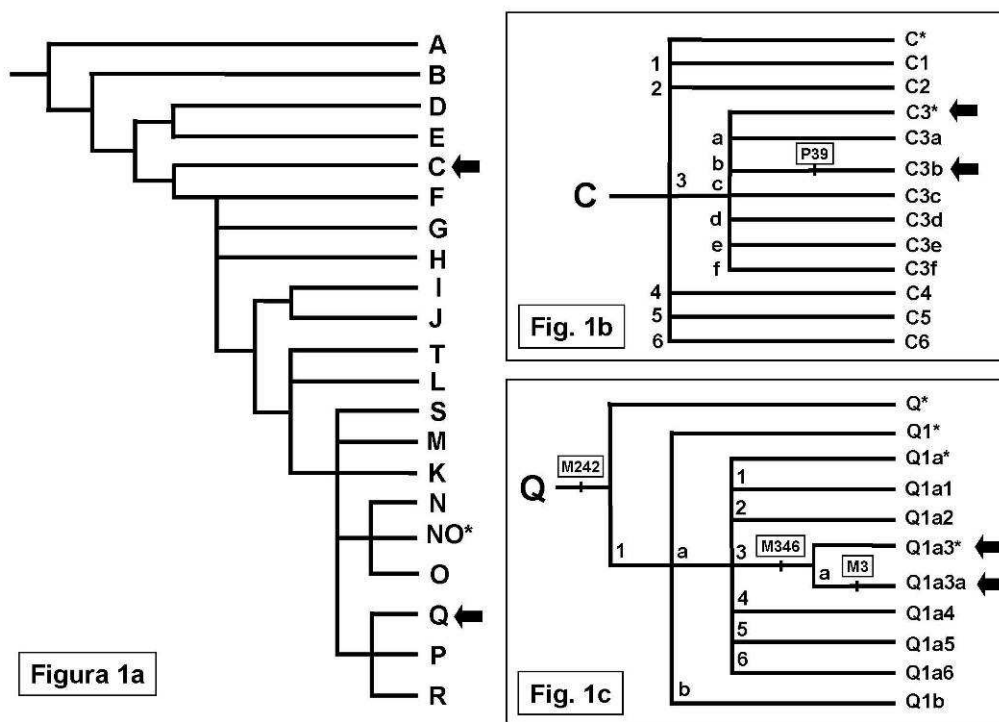 A
B
D
E
C
F
G
H
I
J
T
L
S
M
K
N
NO*
O
Q
P
R
Figura 1a
C
1
2
3
4
5
6
a
b
c
d
e
f
P39
C*
C1
C2
C3*
C3a
C3b
C3c
C3d
C3e
C3f
C4
C5
C6
Fig. 1b
Q
M242
1
a
b
1
2
3
4
5
6
M346
a
M3
Q*
Q1*
Q1a*
Q1a1
Q1a2
Q1a3*
Q1a3a
Q1a4
Q1a5
Q1a6
Q1b
Fig. 1c